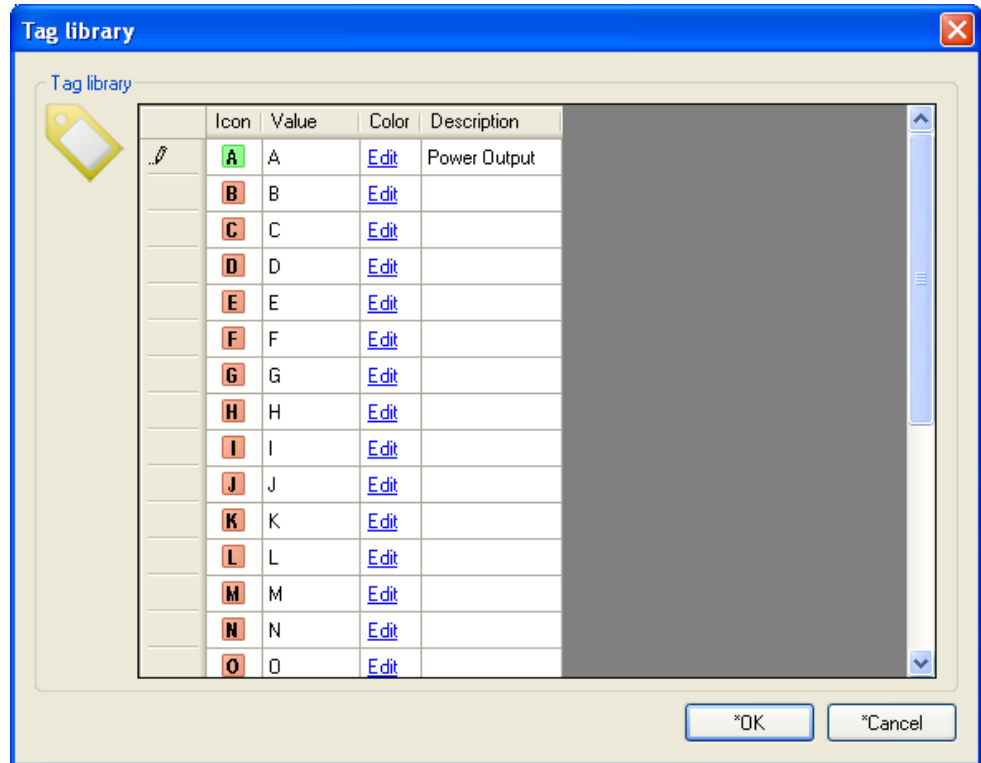 Tag library
Tag library
Icon Value Color Description
A A Edit Power Output
B B Edit
C C Edit
D D Edit
E E Edit
F F Edit
G G Edit
H H Edit
I I Edit
J J Edit
K K Edit
L L Edit
M M Edit
N N Edit
O O Edit
*OK *Cancel